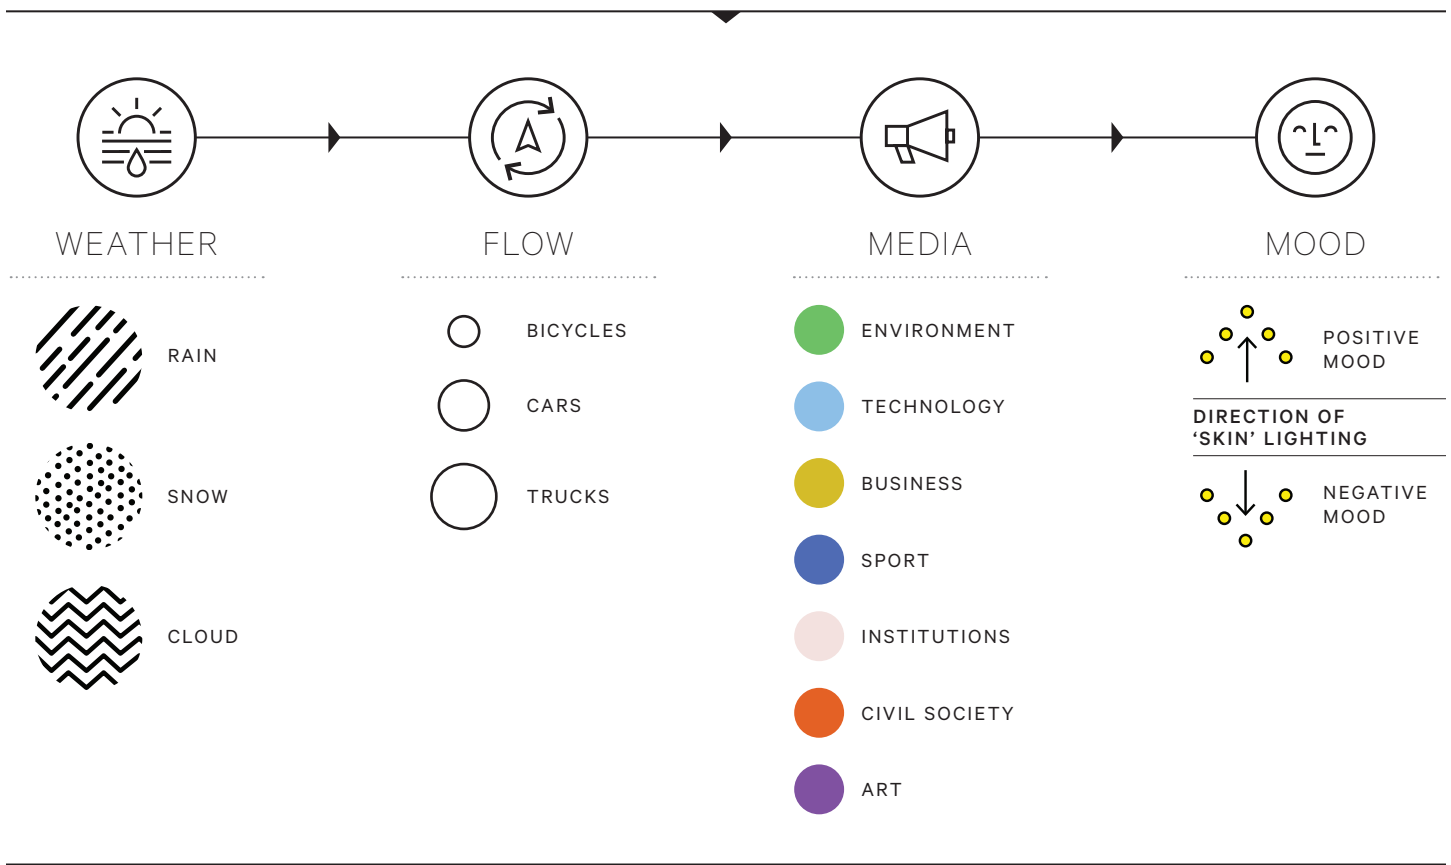 WEATHER
RAIN
SNOW
CLOUD
FLOW
BICYCLES
CARS
TRUCKS
MEDIA
ENVIRONMENT
TECHNOLOGY
BUSINESS
SPORT
INSTITUTIONS
CIVIL SOCIETY
ART
MOOD
POSITIVE
MOOD
DIRECTION OF
‘SKIN’ LIGHTING
NEGATIVE
MOOD